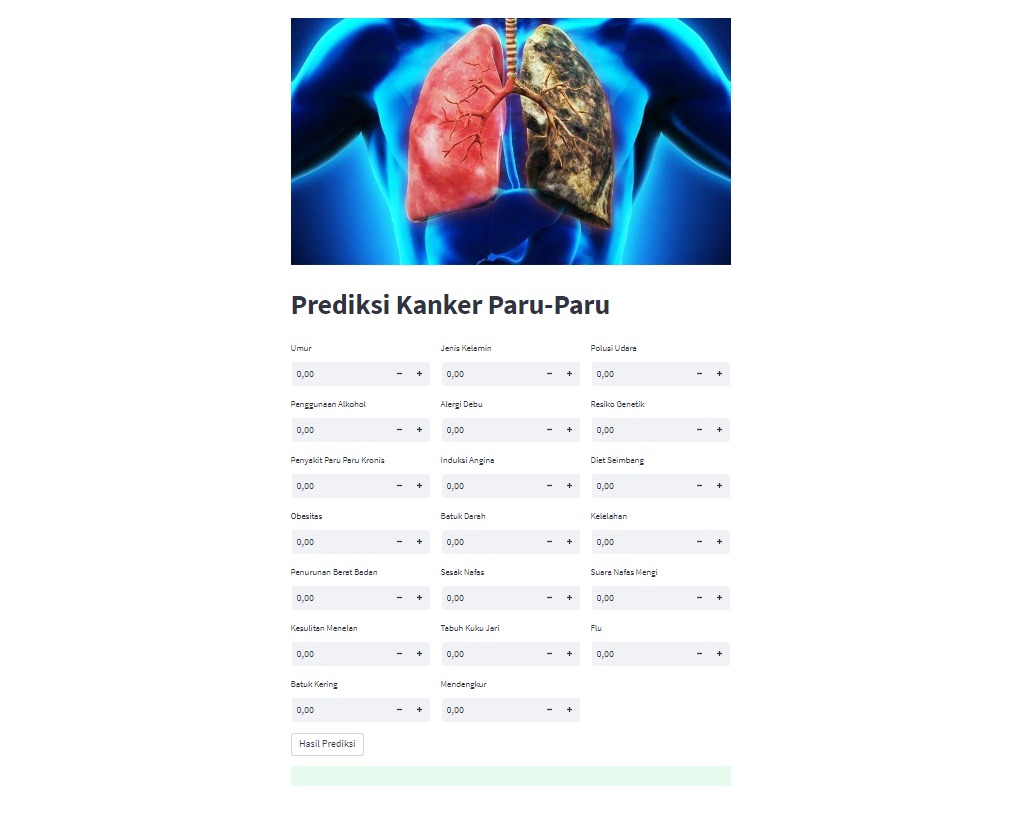 Prediksi Kanker Paru-Paru
Umur Jenis Kelamin Polusi Udara
0,00 − + 0,00 − + 0,00 − +
Penggunaan Alkohol Alergi Debu Resiko Genetik
0,00 − + 0,00 − + 0,00 − +
Penyakit Paru Paru Kronis Induksi Angina Diet Seimbang
0,00 − + 0,00 − + 0,00 − +
Obesitas Batuk Darah Kelelahan
0,00 − + 0,00 − + 0,00 − +
Penurunan Berat Badan Sesak Nafas Suara Nafas Mengi
0,00 − + 0,00 − + 0,00 − +
Kesulitan Menelan Tabuh Kuku Jari Flu
0,00 − + 0,00 − + 0,00 − +
Batuk Kering Mendengkur
0,00 − + 0,00 − +
Hasil Prediksi